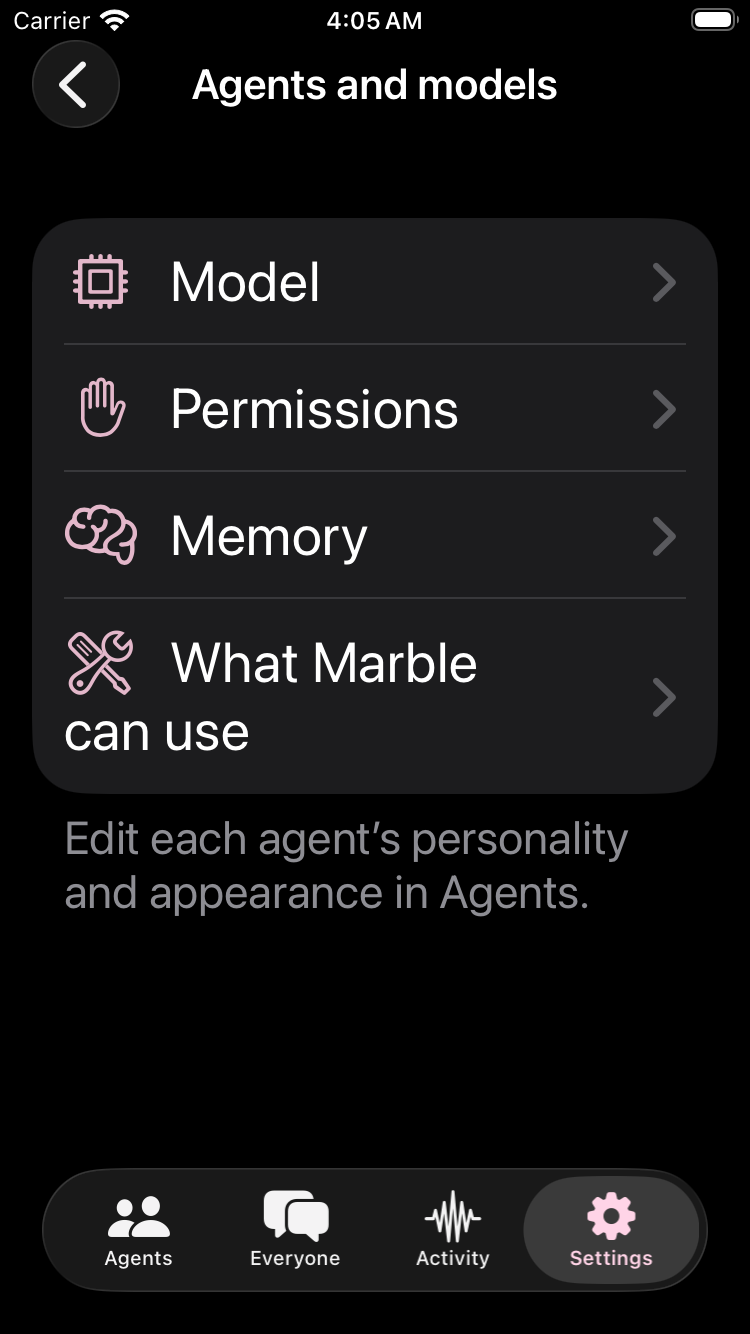 Carrier 4:05 AM
Agents and models
Model
Permissions
Memory
What Marble
can use
Edit each agent’s personality
and appearance in Agents.
Agents Everyone Activity Settings